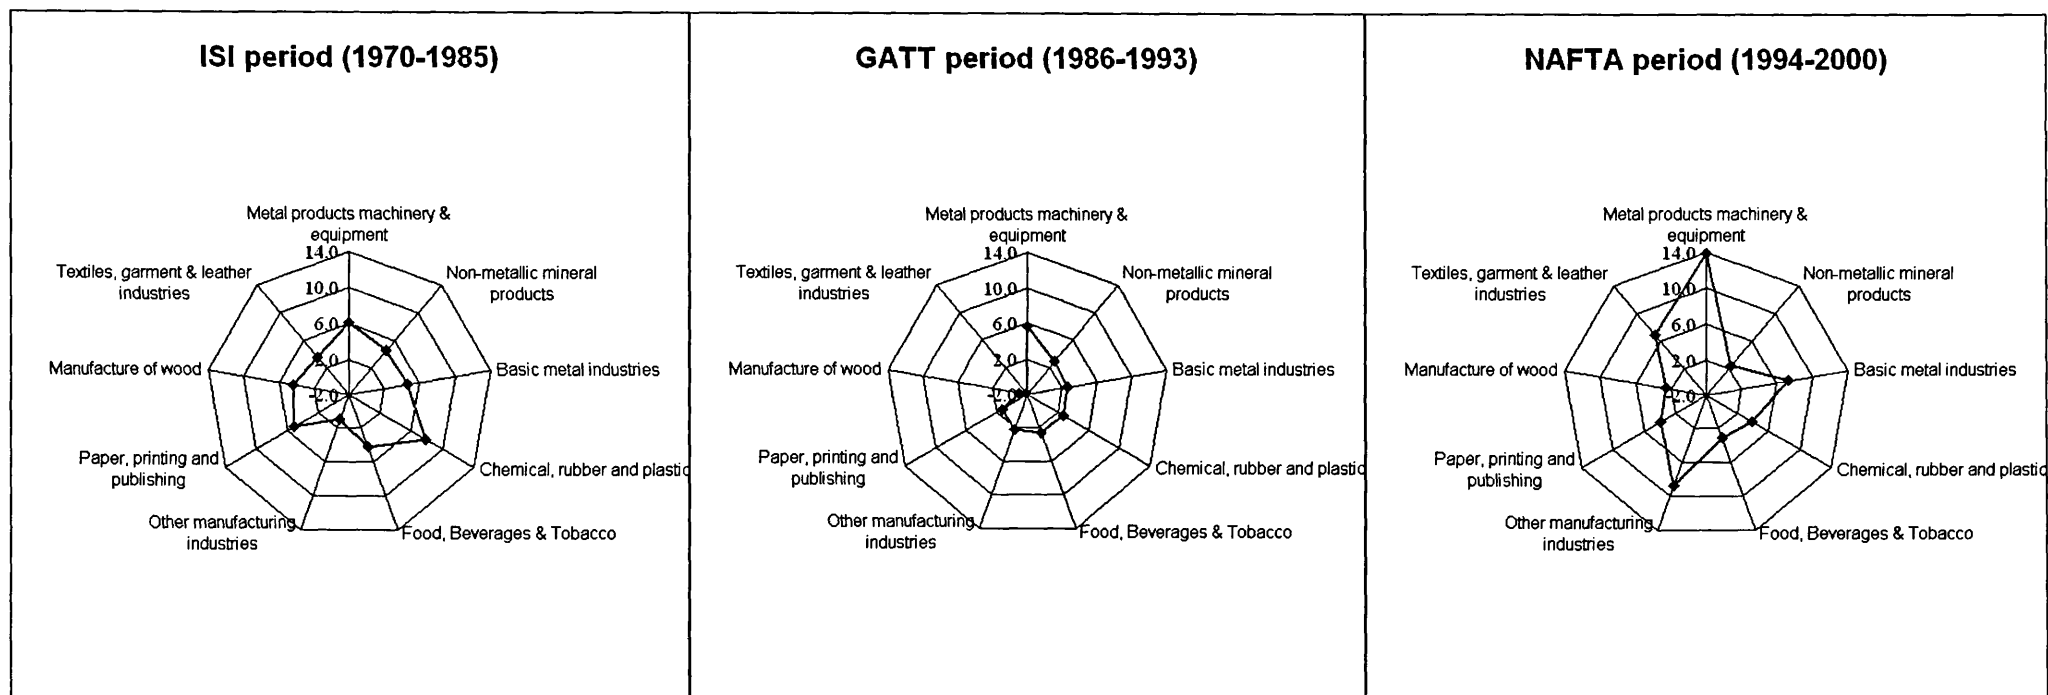 ISI period (1970-1985)
Metal products machinery &
equipment
14.0
10.0
6.0
2.0
-2.0
Non-metallic mineral
products
Basic metal industries
Chemical, rubber and plastic
Food, Beverages & Tobacco
Other manufacturing
industries
Paper, printing and
publishing
Manufacture of wood
Textiles, garment & leather
industries
GATT period (1986-1993)
Metal products machinery &
equipment
14.0
10.0
6.0
2.0
-2.0
Non-metallic mineral
products
Basic metal industries
Chemical, rubber and plastic
Food, Beverages & Tobacco
Other manufacturing
industries
Paper, printing and
publishing
Manufacture of wood
Textiles, garment & leather
industries
NAFTA period (1994-2000)
Metal products machinery &
equipment
14.0
10.0
6.0
2.0
-2.0
Non-metallic mineral
products
Basic metal industries
Chemical, rubber and plastic
Food, Beverages & Tobacco
Other manufacturing
industries
Paper, printing and
publishing
Manufacture of wood
Textiles, garment & leather
industries